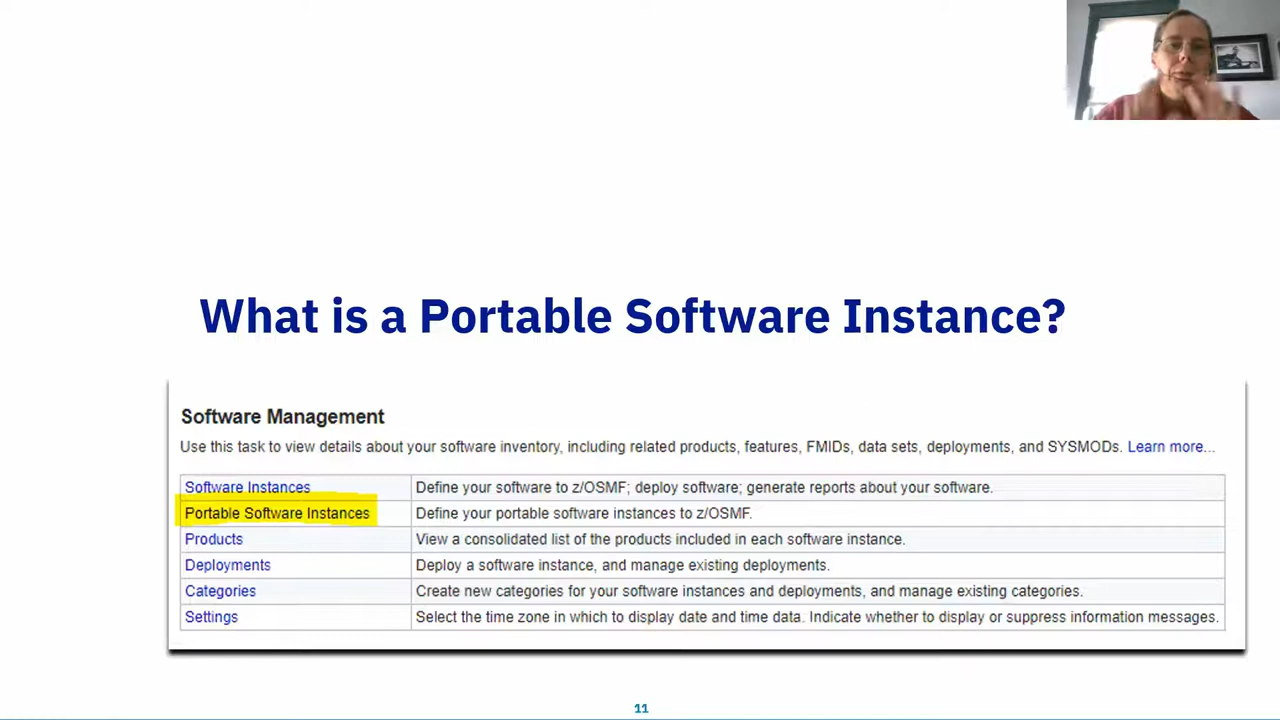 What is a Portable Software Instance?
Software Management
Use this task to view details about your software inventory, including related products, features, FMIDs, data sets, deployments, and SYSMODs. Learn more...
Software Instances Define your software to z/OSMF; deploy software; generate reports about your software.
Portable Software Instances Define your portable software instances to z/OSMF.
Products View a consolidated list of the products included in each software instance.
Deployments Deploy a software instance, and manage existing deployments.
Categories Create new categories for your software instances and deployments, and manage existing categories.
Settings Select the time zone in which to display date and time data. Indicate whether to display or suppress information messages.
11